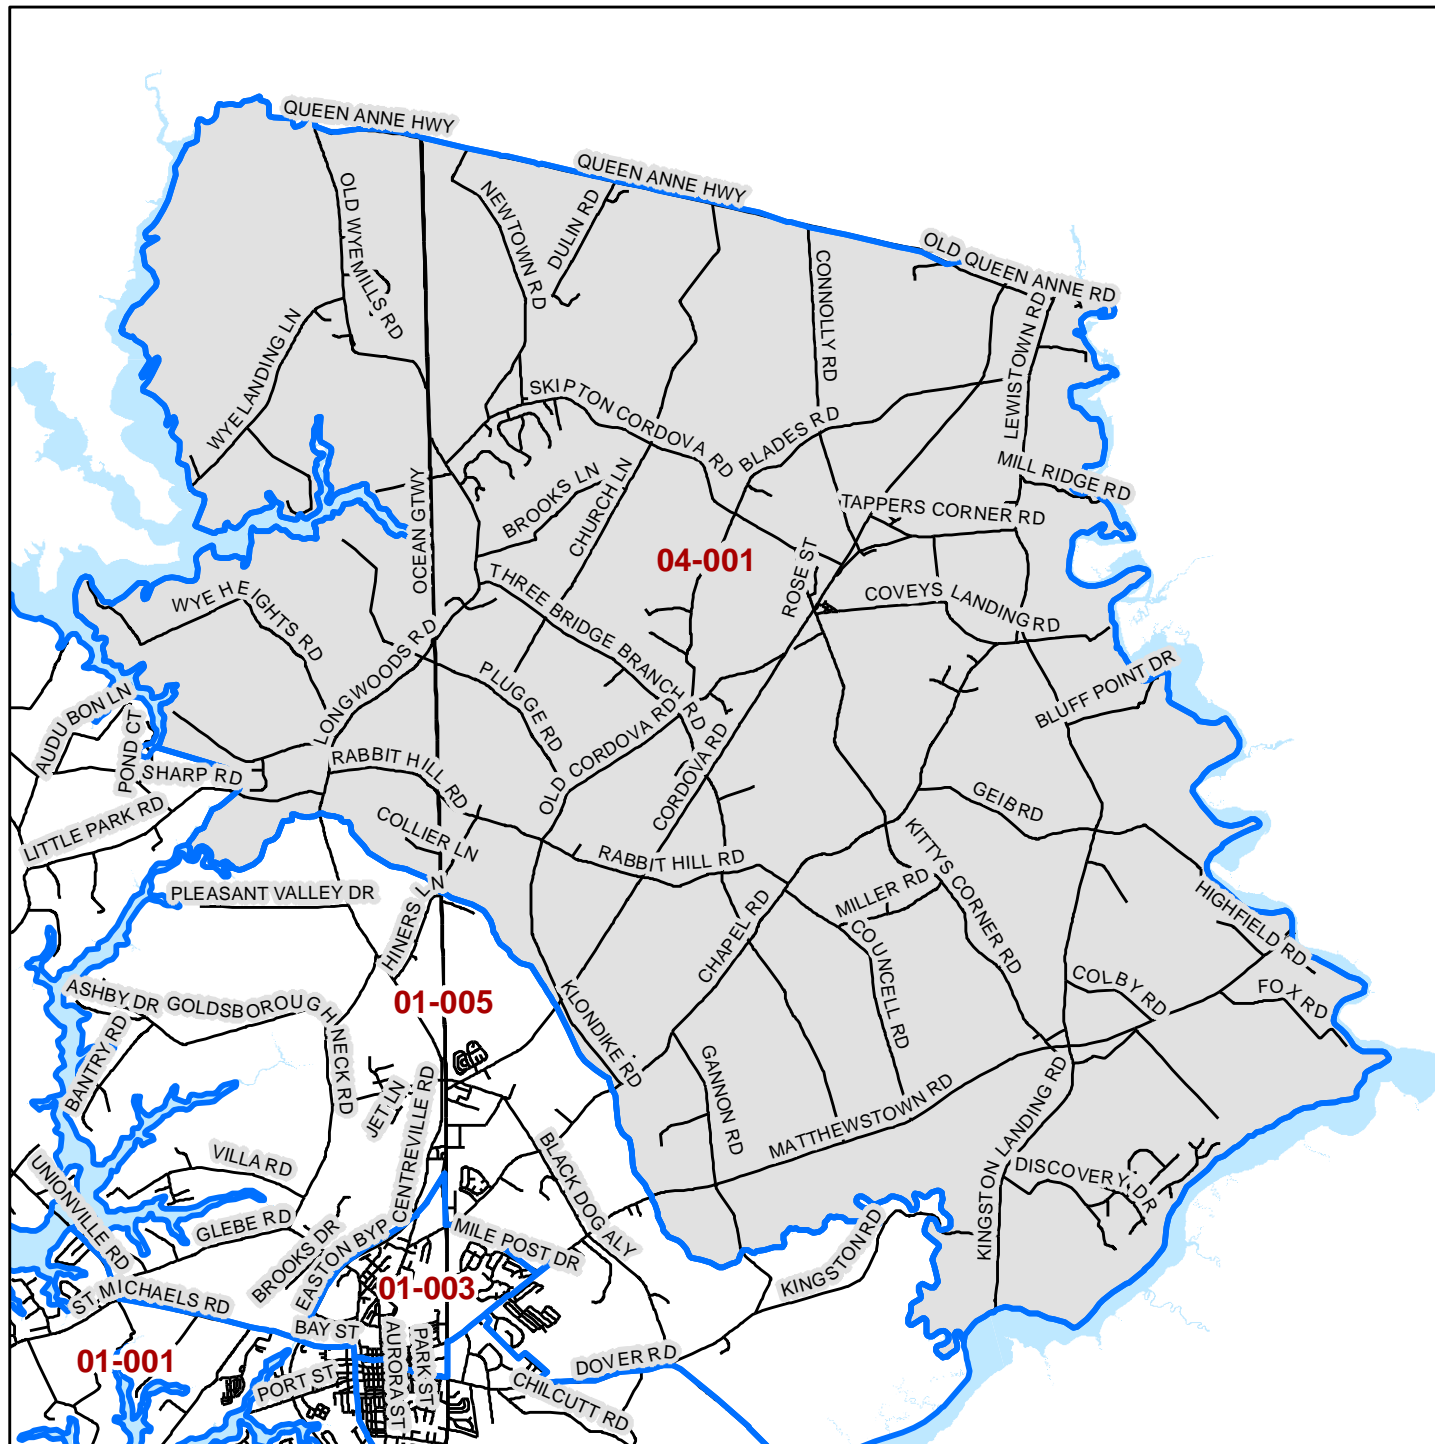 QUEEN ANNE HWY
QUEEN ANNE HWY
OLD QUEEN ANNE RD
OLD WYE MILLS RD
NEWTOWN RD
DULIN RD
CONNOLLY RD
LEWISTOWN RD
WYE LANDING LN
SKIPTON CORDOVA RD
BLADES RD
MILL RIDGE RD
OCEAN GTWY
BROOKS LN
CHURCH LN
TAPPERS CORNER RD
04-001
ROSE ST
COVEYS LANDING RD
WYE HEIGHTS RD
THREE BRIDGE BRANCH RD
LONGWOODS RD
PLUGGE RD
BLUFF POINT DR
AUDUBON LN
POND CT
SHARP RD
RABBIT HILL RD
OLD CORDOVA RD
CORDOVA RD
LITTLE PARK RD
COLLIER LN
GEIB RD
RABBIT HILL RD
KITTYS CORNER RD
PLEASANT VALLEY DR
MILLER RD
HIGHFIELD RD
HINERS LN
CHAPEL RD
COUNCELL RD
COLBY RD
FOX RD
ASHBY DR
GOLDSBOROUGH NECK RD
01-005
KLONDIKE RD
BANTRY RD
JET LN
CENTREVILLE RD
GANNON RD
MATTHEWSTOWN RD
KINGSTON LANDING RD
BLACK DOG ALY
VILLA RD
DISCOVERY DR
UNIONVILLE RD
GLEBE RD
BROOKS DR
EASTON BYP
MILE POST DR
KINGSTON RD
01-003
ST. MICHAELS RD
BAY ST
AURORA ST
PARK ST
DOVER RD
01-001
PORT ST
CHILCUTT RD